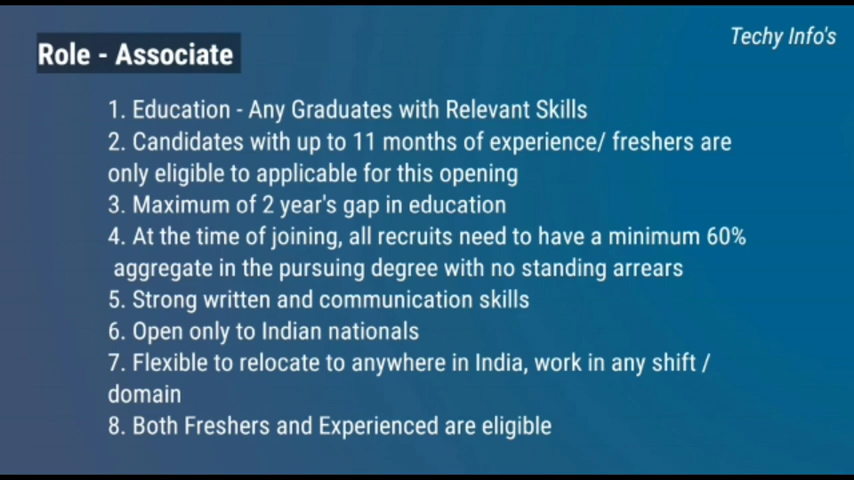 Techy Info's
Role - Associate
1. Education - Any Graduates with Relevant Skills
2. Candidates with up to 11 months of experience/ freshers are
only eligible to applicable for this opening
3. Maximum of 2 year's gap in education
4. At the time of joining, all recruits need to have a minimum 60%
aggregate in the pursuing degree with no standing arrears
5. Strong written and communication skills
6. Open only to Indian nationals
7. Flexible to relocate to anywhere in India, work in any shift /
domain
8. Both Freshers and Experienced are eligible